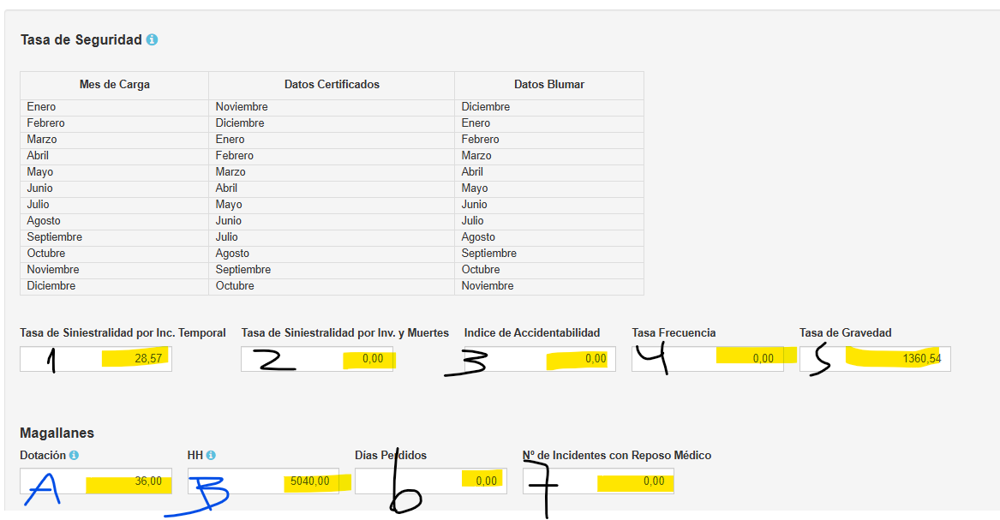 Tasa de Seguridad
Mes de Carga Datos Certificados Datos Blumar
Enero Noviembre Diciembre
Febrero Diciembre Enero
Marzo Enero Febrero
Abril Febrero Marzo
Mayo Marzo Abril
Junio Abril Mayo
Julio Mayo Junio
Agosto Junio Julio
Septiembre Julio Agosto
Octubre Agosto Septiembre
Noviembre Septiembre Octubre
Diciembre Octubre Noviembre
Tasa de Siniestralidad por Inc. Temporal Tasa de Siniestralidad por Inv. y Muertes Indice de Accidentabilidad Tasa Frecuencia Tasa de Gravedad
1 28,57 2 0,00 3 0,00 4 0,00 5 1360,54
Magallanes
Dotación HH Días Perdidos Nº de Incidentes con Reposo Médico
A 36,00 B 5040,00 6 0,00 7 0,00